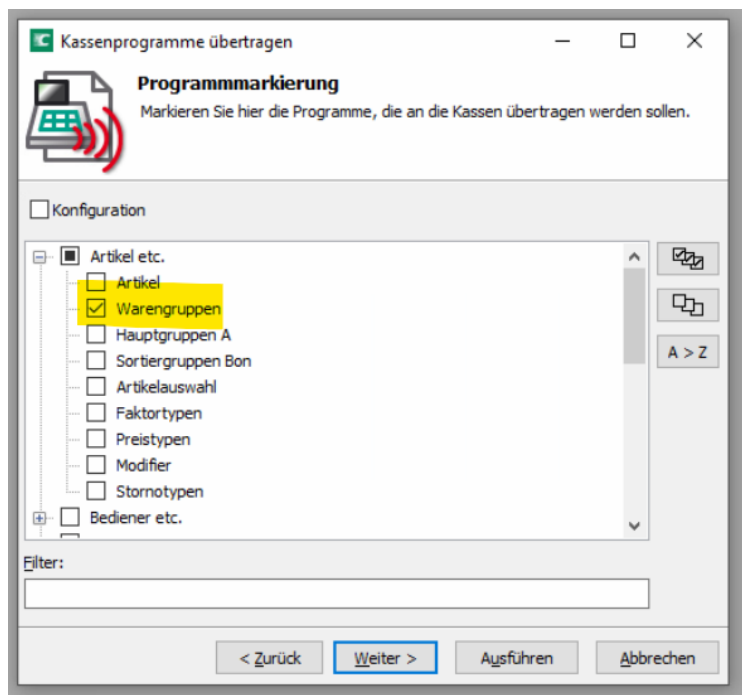 Kassenprogramme übertragen
Programmmarkierung
Markieren Sie hier die Programme, die an die Kassen übertragen werden sollen.
Konfiguration
Artikel etc.
Artikel
Warengruppen
Hauptgruppen A
Sortiergruppen Bon
Artikelauswahl
Faktortypen
Preistypen
Modifier
Stornotypen
Bediener etc.
A > Z
Filter:
< Zurück Weiter > Ausführen Abbrechen